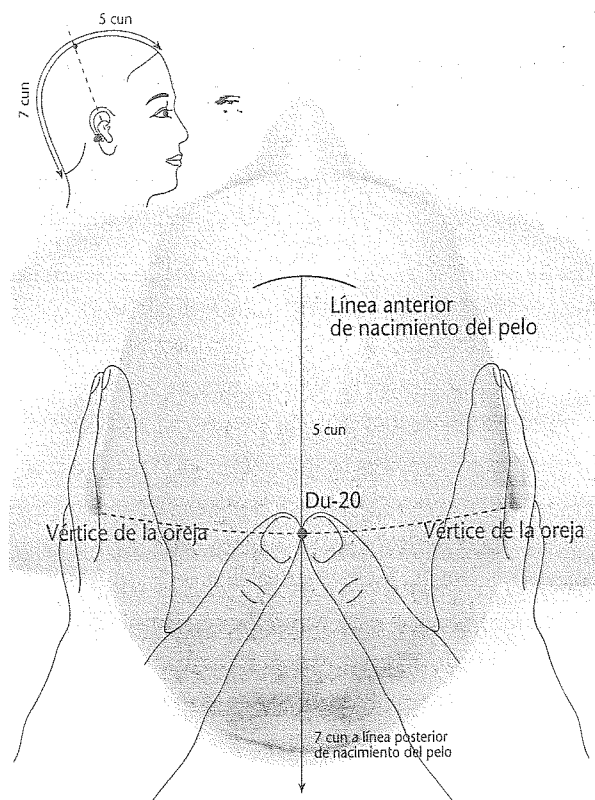 5 cun
7 cun
Línea anterior
de nacimiento del pelo
5 cun
Du-20
Vértice de la oreja
Vértice de la oreja
7 cun a línea posterior
de nacimiento del pelo